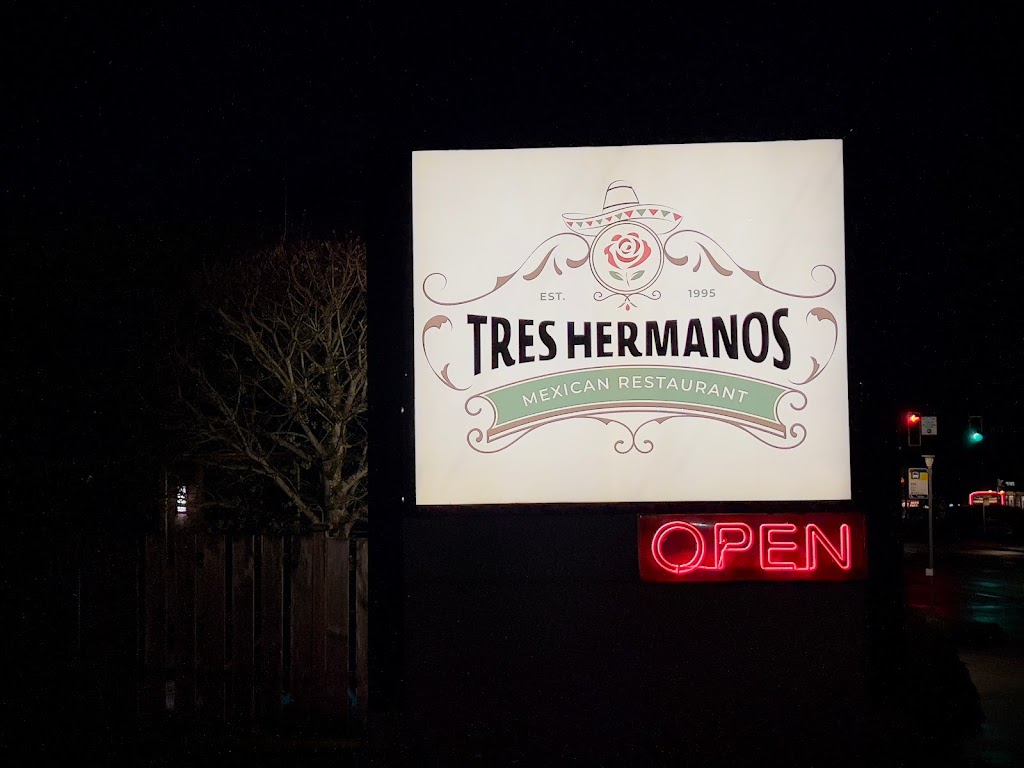 EST. 1995
TRES HERMANOS
MEXICAN RESTAURANT
OPEN